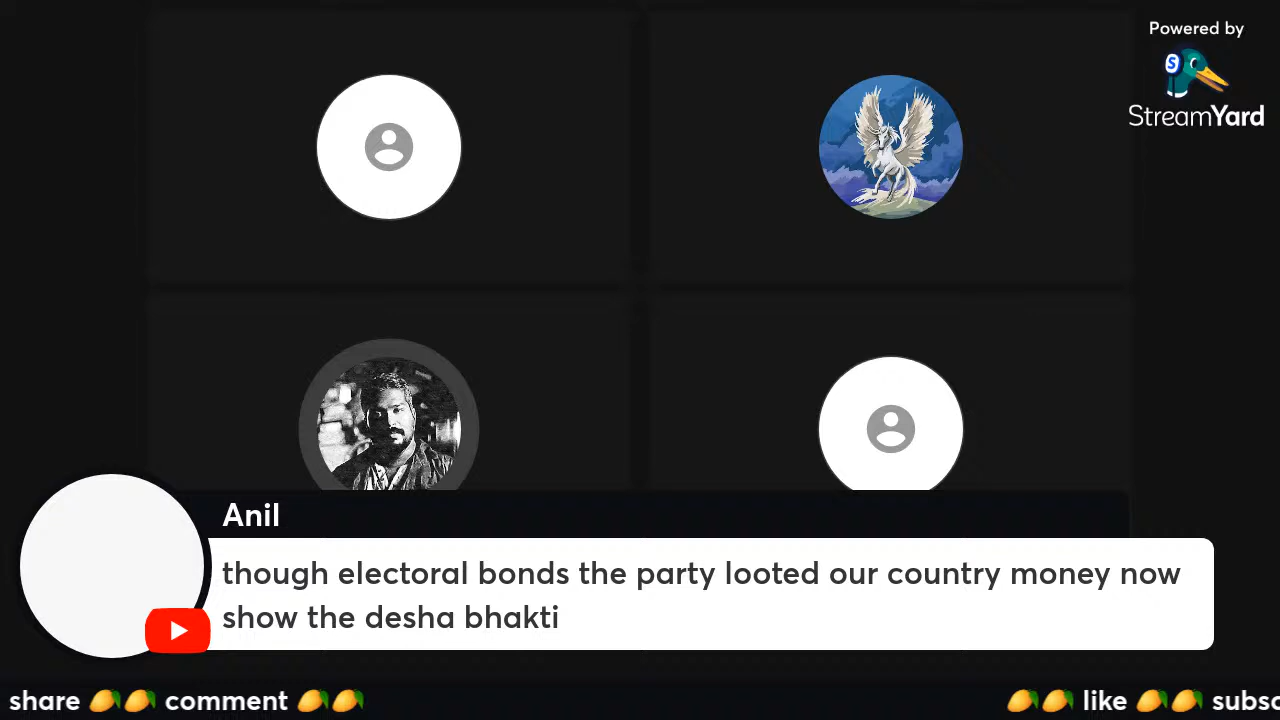 Powered by
StreamYard
Anil
though electoral bonds the party looted our country money now
show the desha bhakti
share 🥭🥭 comment 🥭🥭 🥭🥭 like 🥭🥭 subsc